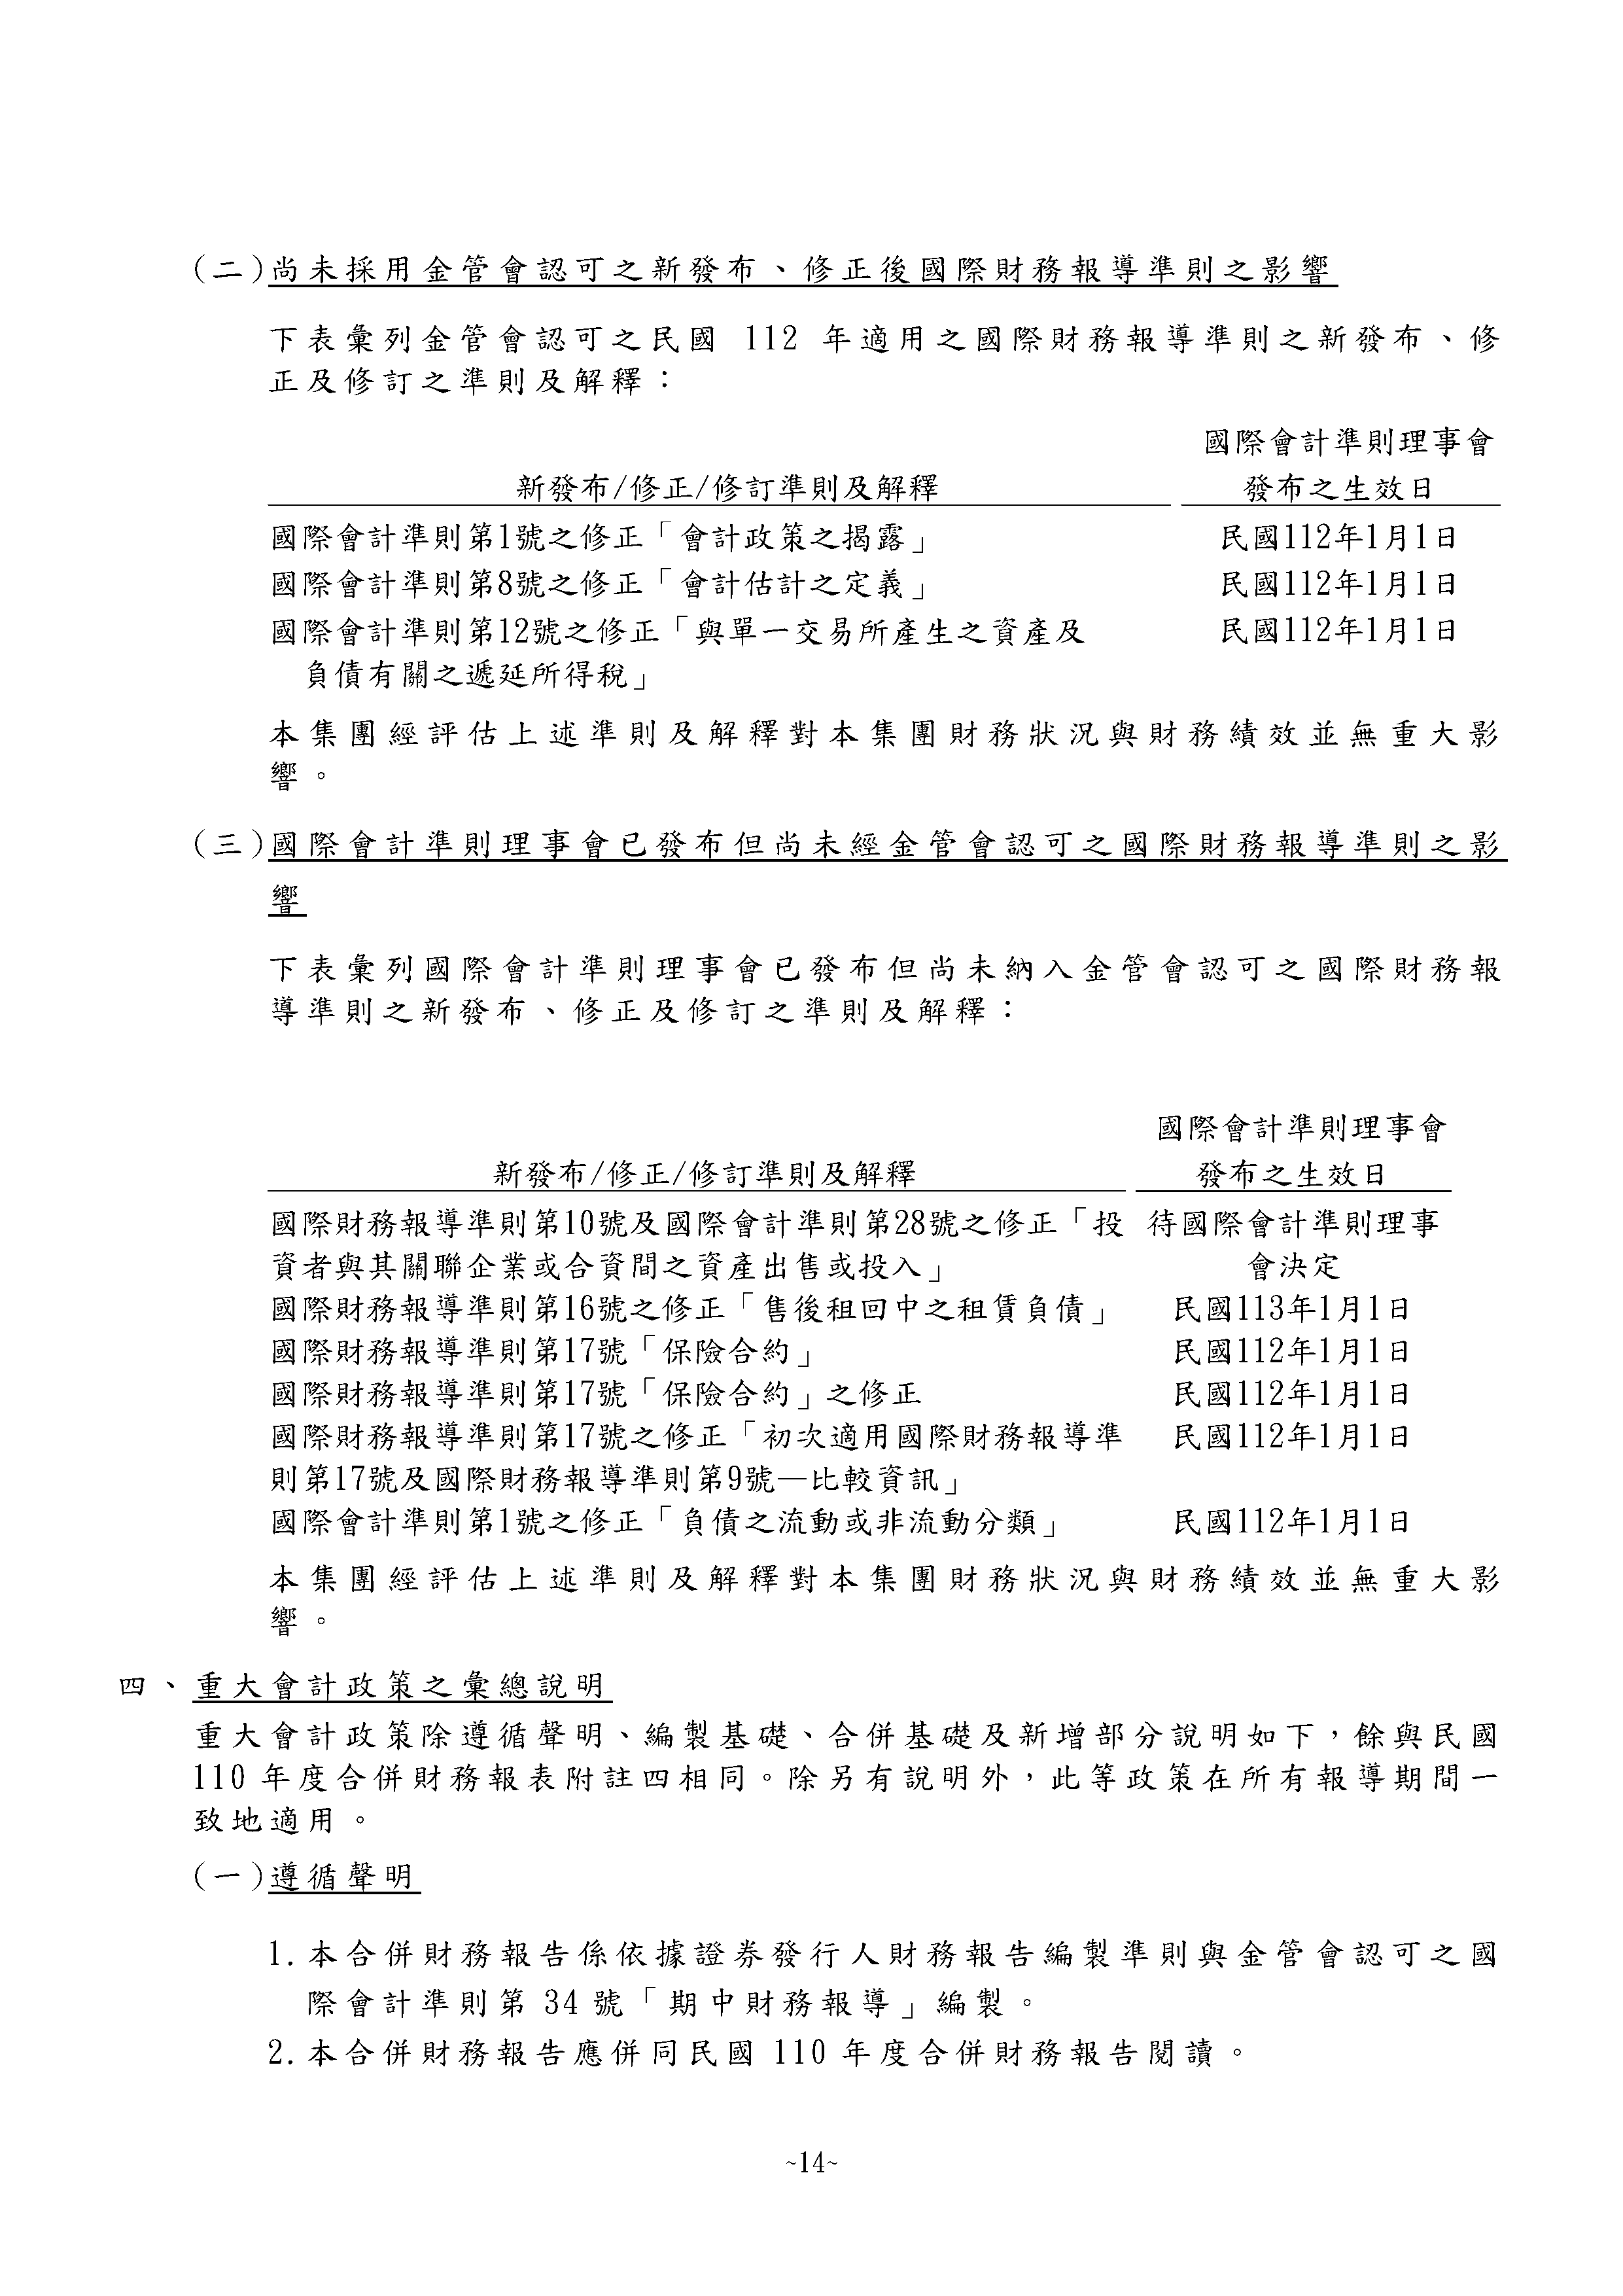 (二)尚未採用金管會認可之新發布、修正後國際財務報導準則之影響
下表彙列金管會認可之民國 112 年適用之國際財務報導準則之新發布、修
正及修訂之準則及解釋：
國際會計準則理事會
新發布/修正/修訂準則及解釋 發布之生效日
國際會計準則第1號之修正「會計政策之揭露」 民國112年1月1日
國際會計準則第8號之修正「會計估計之定義」 民國112年1月1日
國際會計準則第12號之修正「與單一交易所產生之資產及 民國112年1月1日
負債有關之遞延所得稅」
本集團經評估上述準則及解釋對本集團財務狀況與財務績效並無重大影
響。
(三)國際會計準則理事會已發布但尚未經金管會認可之國際財務報導準則之影
響
下表彙列國際會計準則理事會已發布但尚未納入金管會認可之國際財務報
導準則之新發布、修正及修訂之準則及解釋：
國際會計準則理事會
新發布/修正/修訂準則及解釋 發布之生效日
國際財務報導準則第10號及國際會計準則第28號之修正「投 待國際會計準則理事
資者與其關聯企業或合資間之資產出售或投入」 會決定
國際財務報導準則第16號之修正「售後租回中之租賃負債」 民國113年1月1日
國際財務報導準則第17號「保險合約」 民國112年1月1日
國際財務報導準則第17號「保險合約」之修正 民國112年1月1日
國際財務報導準則第17號之修正「初次適用國際財務報導準 民國112年1月1日
則第17號及國際財務報導準則第9號—比較資訊」
國際會計準則第1號之修正「負債之流動或非流動分類」 民國112年1月1日
本集團經評估上述準則及解釋對本集團財務狀況與財務績效並無重大影
響。
四、重大會計政策之彙總說明
重大會計政策除遵循聲明、編製基礎、合併基礎及新增部分說明如下，餘與民國
110 年度合併財務報表附註四相同。除另有說明外，此等政策在所有報導期間一
致地適用。
(一)遵循聲明
1.本合併財務報告係依據證券發行人財務報告編製準則與金管會認可之國
際會計準則第 34 號「期中財務報導」編製。
2.本合併財務報告應併同民國 110 年度合併財務報告閱讀。
~14~